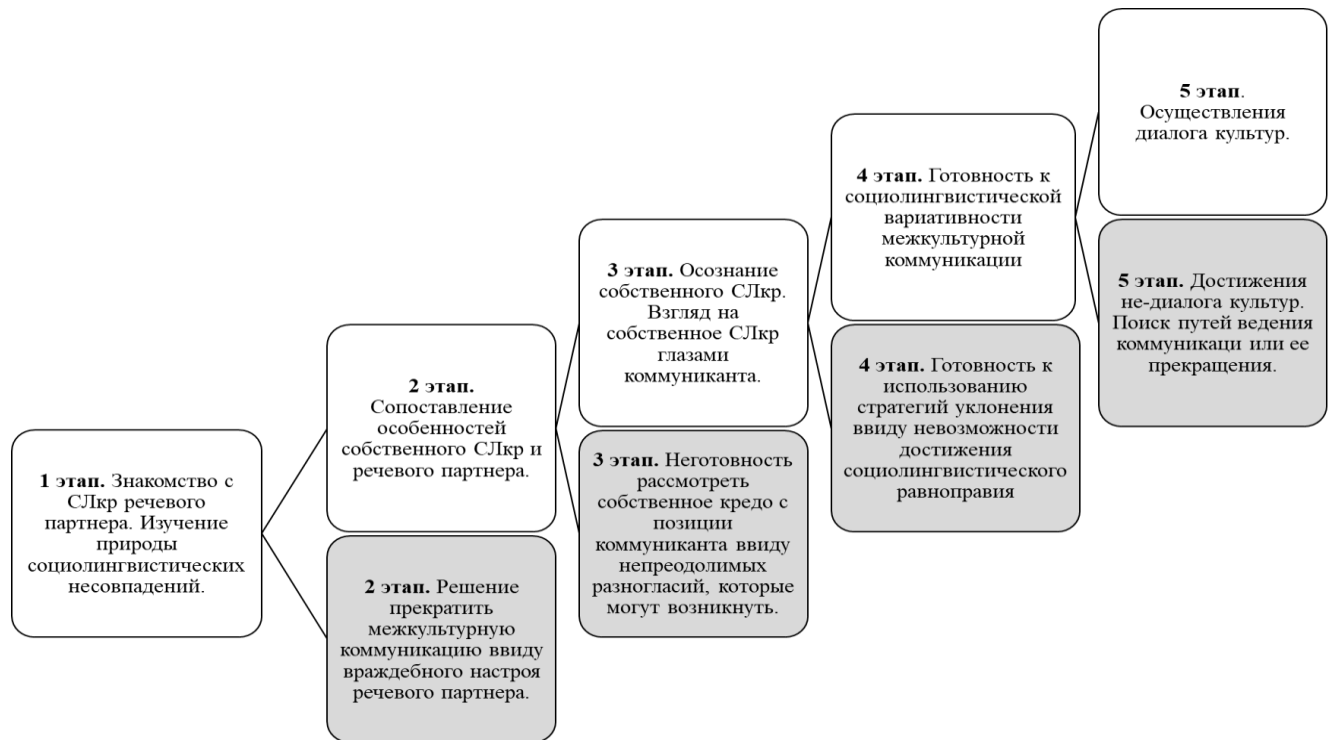 1 этап. Знакомство с
СЛкр речевого
партнера. Изучение
природы
социолингвистических
несовпадений.
2 этап.
Сопоставление
особенностей
собственного СЛкр и
речевого партнера.
2 этап. Решение
прекратить
межкультурную
коммуникацию ввиду
враждебного настроя
речевого партнера.
3 этап. Осознание
собственного СЛкр.
Взгляд на
собственное СЛкр
глазами
коммуниканта.
3 этап. Неготовность
рассмотреть
собственное кредо с
позиции
коммуниканта ввиду
непреодолимых
разногласий, которые
могут возникнуть.
4 этап. Готовность к
социолингвистической
вариативности
межкультурной
коммуникации
4 этап. Готовность к
использованию
стратегий уклонения
ввиду невозможности
достижения
социолингвистического
равноправия
5 этап.
Осуществления
диалога культур.
5 этап. Достижения
не-диалога культур.
Поиск путей ведения
коммуникаци или ее
прекращения.